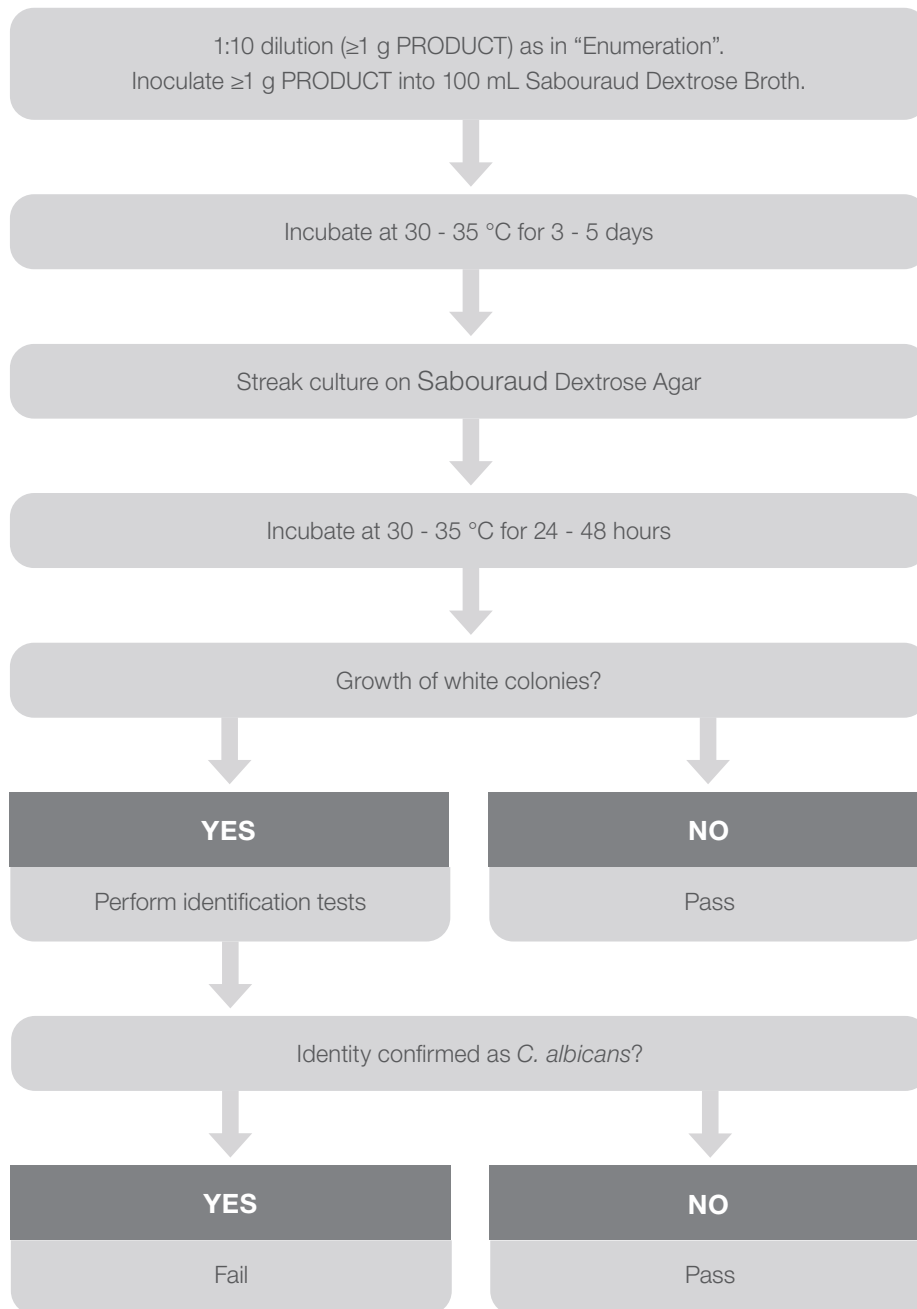 1:10 dilution (≥1 g PRODUCT) as in “Enumeration”.
Inoculate ≥1 g PRODUCT into 100 mL Sabouraud Dextrose Broth.
Incubate at 30 - 35 °C for 3 - 5 days
Streak culture on Sabouraud Dextrose Agar
Incubate at 30 - 35 °C for 24 - 48 hours
Growth of white colonies?
YES
NO
Perform identification tests
Pass
Identity confirmed as C. albicans?
YES
NO
Fail
Pass